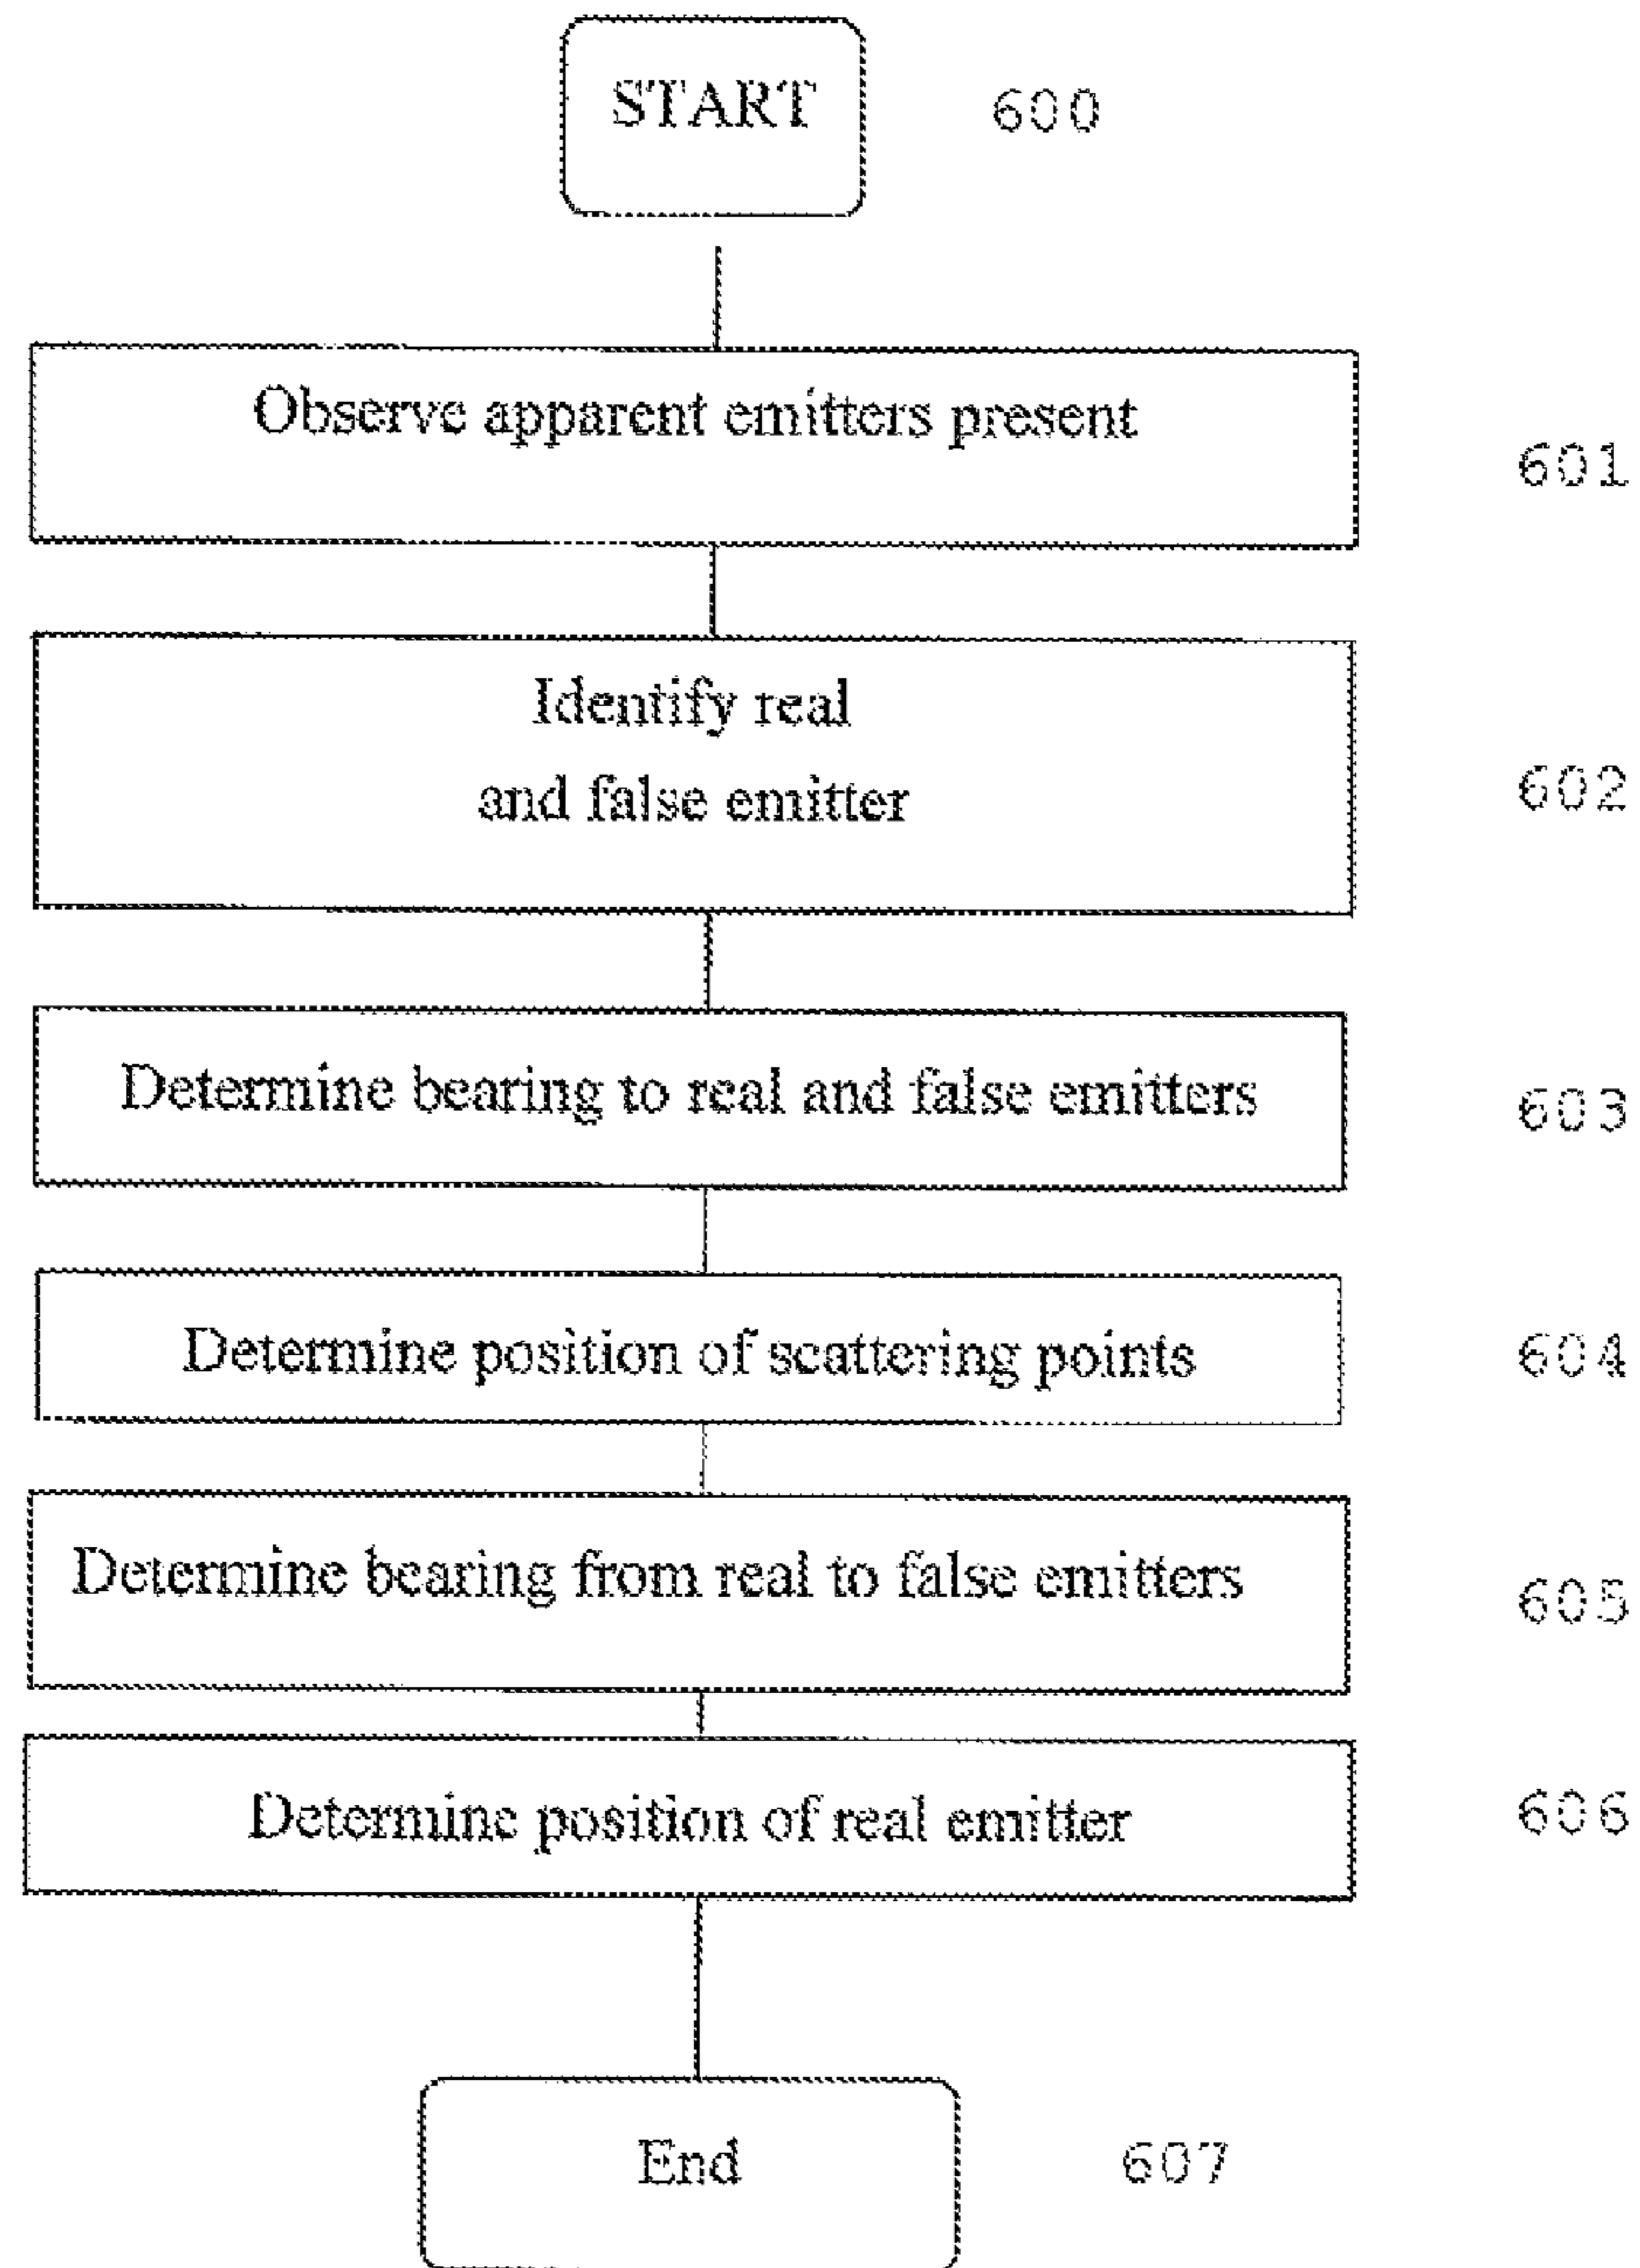 START
600
Observe apparent emitters present
601
Identify real
and false emitter
602
Determine bearing to real and false emitters
603
Determine position of scattering points
604
Determine bearing from real to false emitters
605
Determine position of real emitter
606
End
607